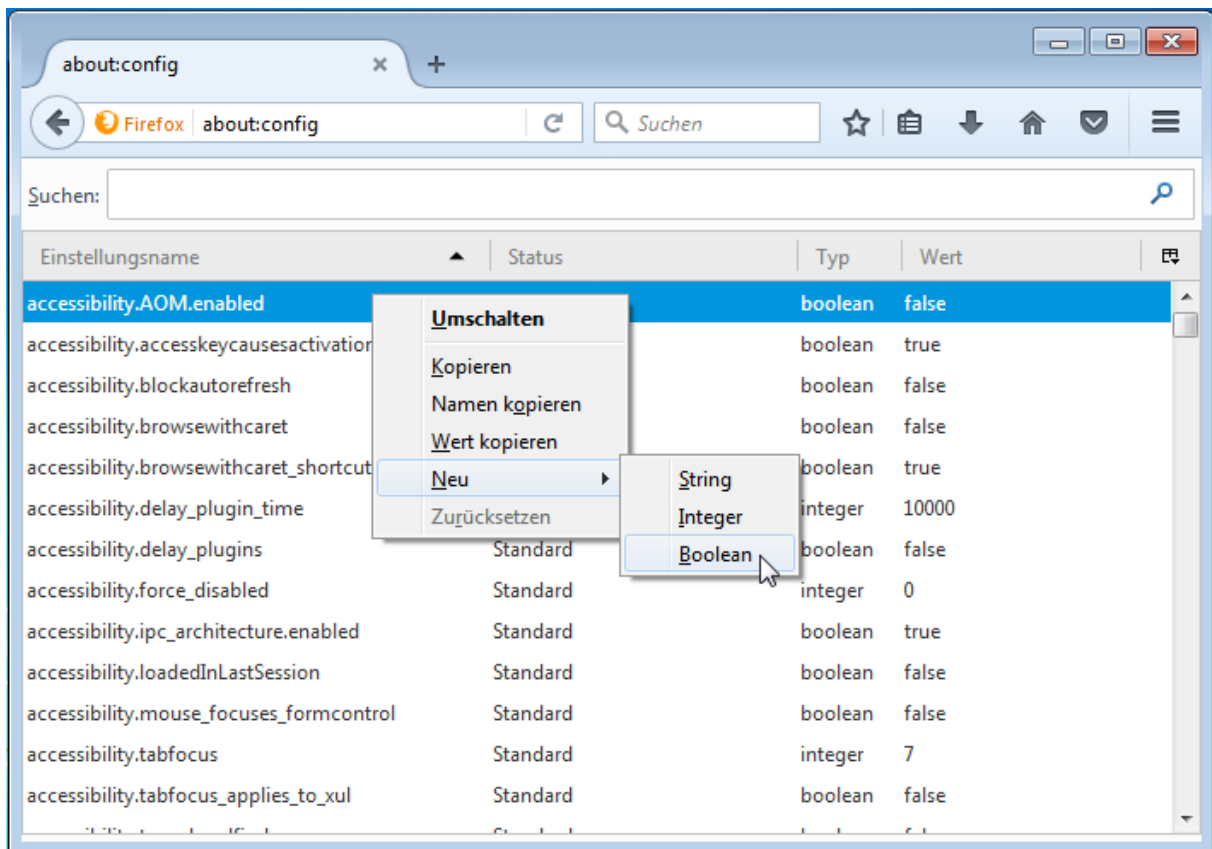 about:config
Firefox about:config Suchen
Suchen:
Einstellungsname Status Typ Wert
accessibility.AOM.enabled boolean false
accessibility.accesskeycausesactivation boolean true
accessibility.blockautorefresh boolean false
accessibility.browsewithcaret boolean false
accessibility.browsewithcaret_shortcut boolean true
accessibility.delay_plugin_time integer 10000
accessibility.delay_plugins Standard boolean false
accessibility.force_disabled Standard integer 0
accessibility.ipc_architecture.enabled Standard boolean true
accessibility.loadedInLastSession Standard boolean false
accessibility.mouse_focuses_formcontrol Standard boolean false
accessibility.tabfocus Standard integer 7
accessibility.tabfocus_applies_to_xul Standard boolean false
Umschalten
Kopieren
Namen kopieren
Wert kopieren
Neu
Zurücksetzen
String
Integer
Boolean